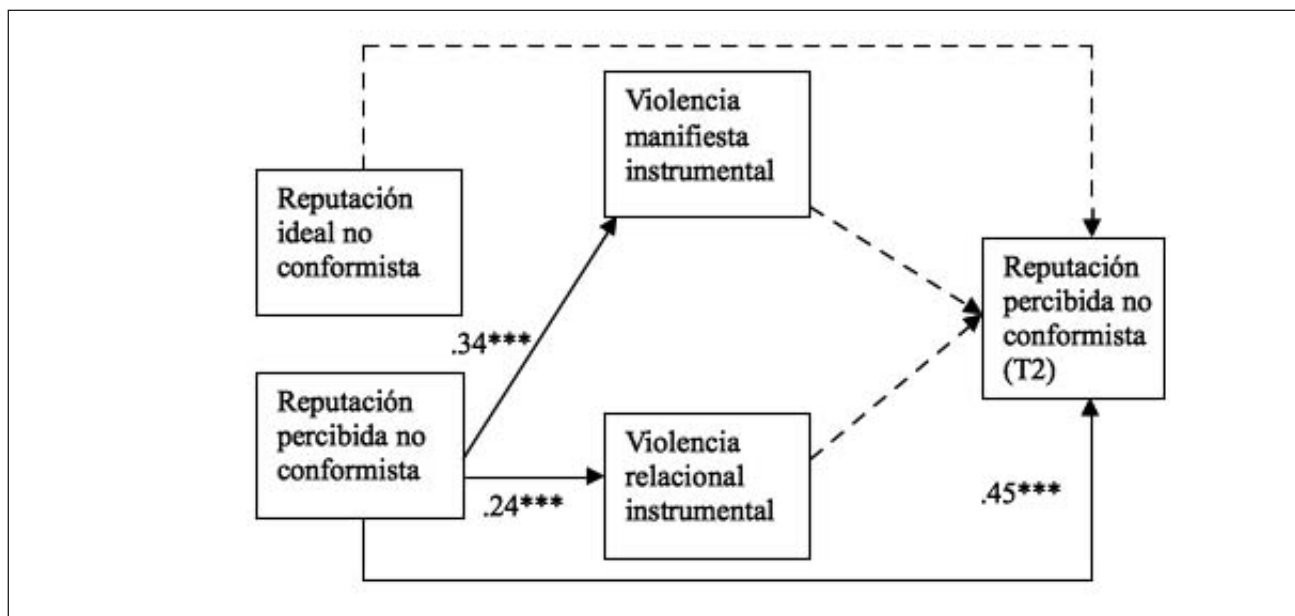 Violencia
manifiesta
instrumental
Reputación
ideal no
conformista
Reputación
percibida no
conformista
(T2)
.34***
Reputación
percibida no
conformista
Violencia
relacional
instrumental
.24***
.45***